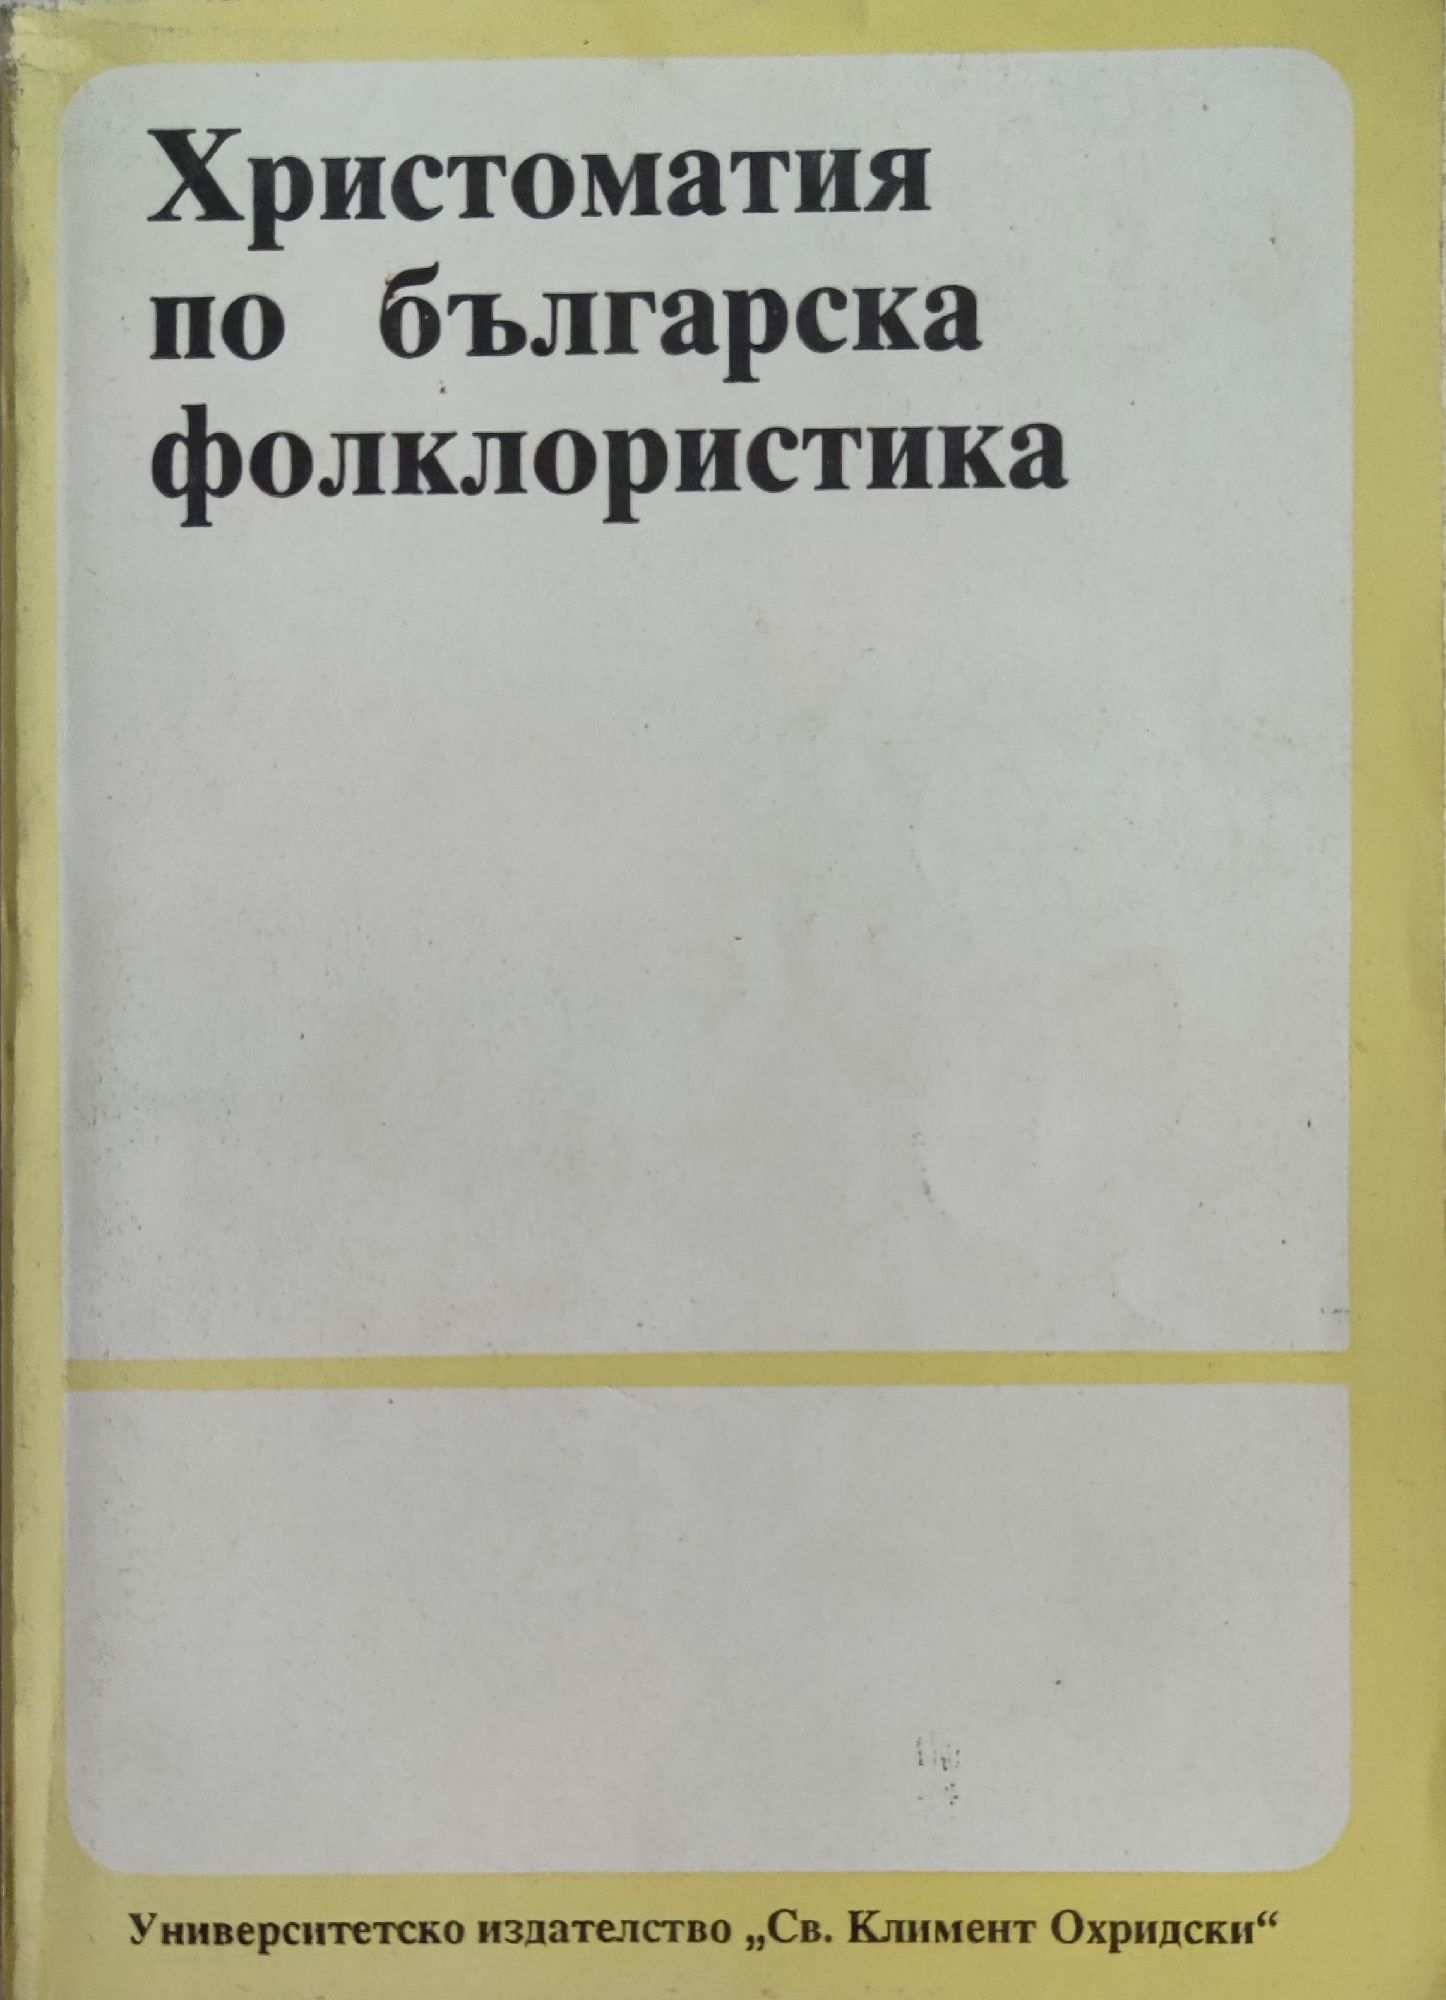 Христоматия
по българска
фолклористика
Университетско издателство „Св. Климент Охридски“